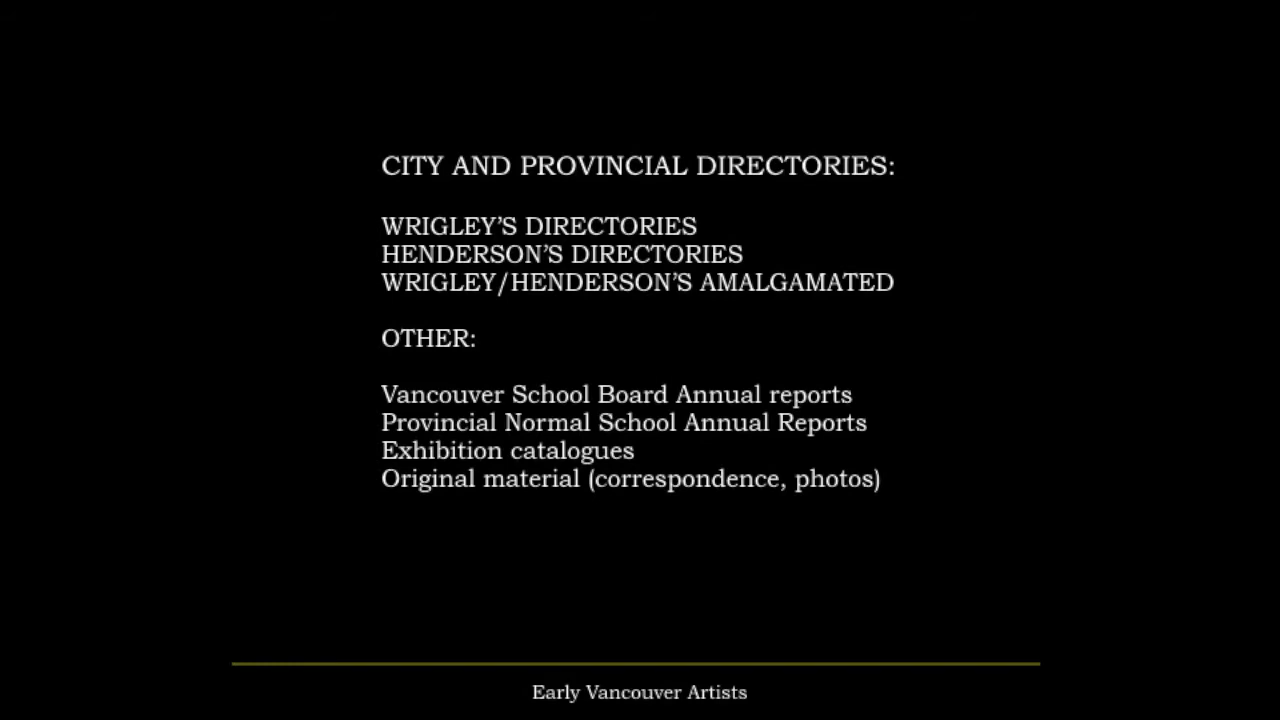 CITY AND PROVINCIAL DIRECTORIES:
WRIGLEY’S DIRECTORIES
HENDERSON’S DIRECTORIES
WRIGLEY/HENDERSON’S AMALGAMATED
OTHER:
Vancouver School Board Annual reports
Provincial Normal School Annual Reports
Exhibition catalogues
Original material (correspondence, photos)
Early Vancouver Artists